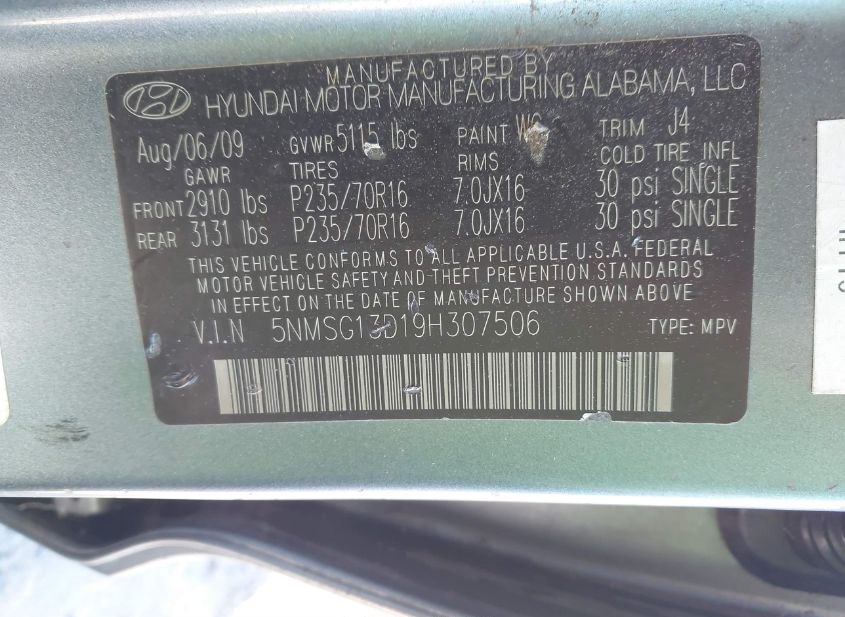 MANUFACTURED BY
HYUNDAI MOTOR MANUFACTURING ALABAMA, LLC
Aug/06/09 GVWR 5115 lbs PAINT TRIM J4
GAWR TIRES RIMS COLD TIRE INFL
FRONT 2910 lbs P235/70R16 7.0JX16 30 psi SINGLE
REAR 3131 lbs P235/70R16 7.0JX16 30 psi SINGLE
THIS VEHICLE CONFORMS TO ALL APPLICABLE U.S.A. FEDERAL
MOTOR VEHICLE SAFETY AND THEFT PREVENTION STANDARDS
IN EFFECT ON THE DATE OF MANUFACTURE SHOWN ABOVE
V.I.N 5NMSG13D19H307506 TYPE: MPV